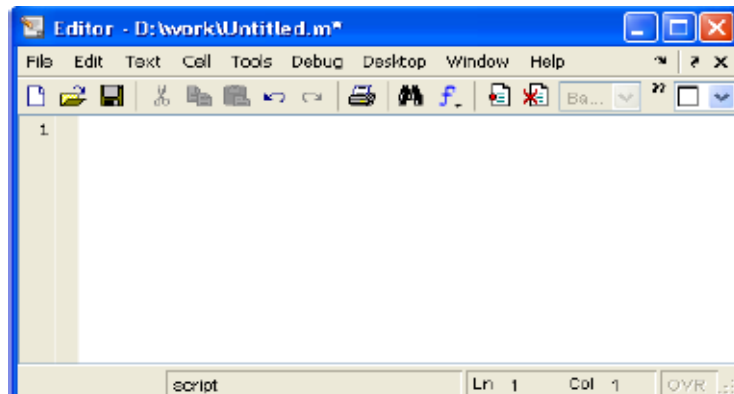 Editor - D:\work\Untitled.m*
File Edit Text Cell Tools Debug Desktop Window Help
Ba...
1
script Ln 1 Col 1 OVR